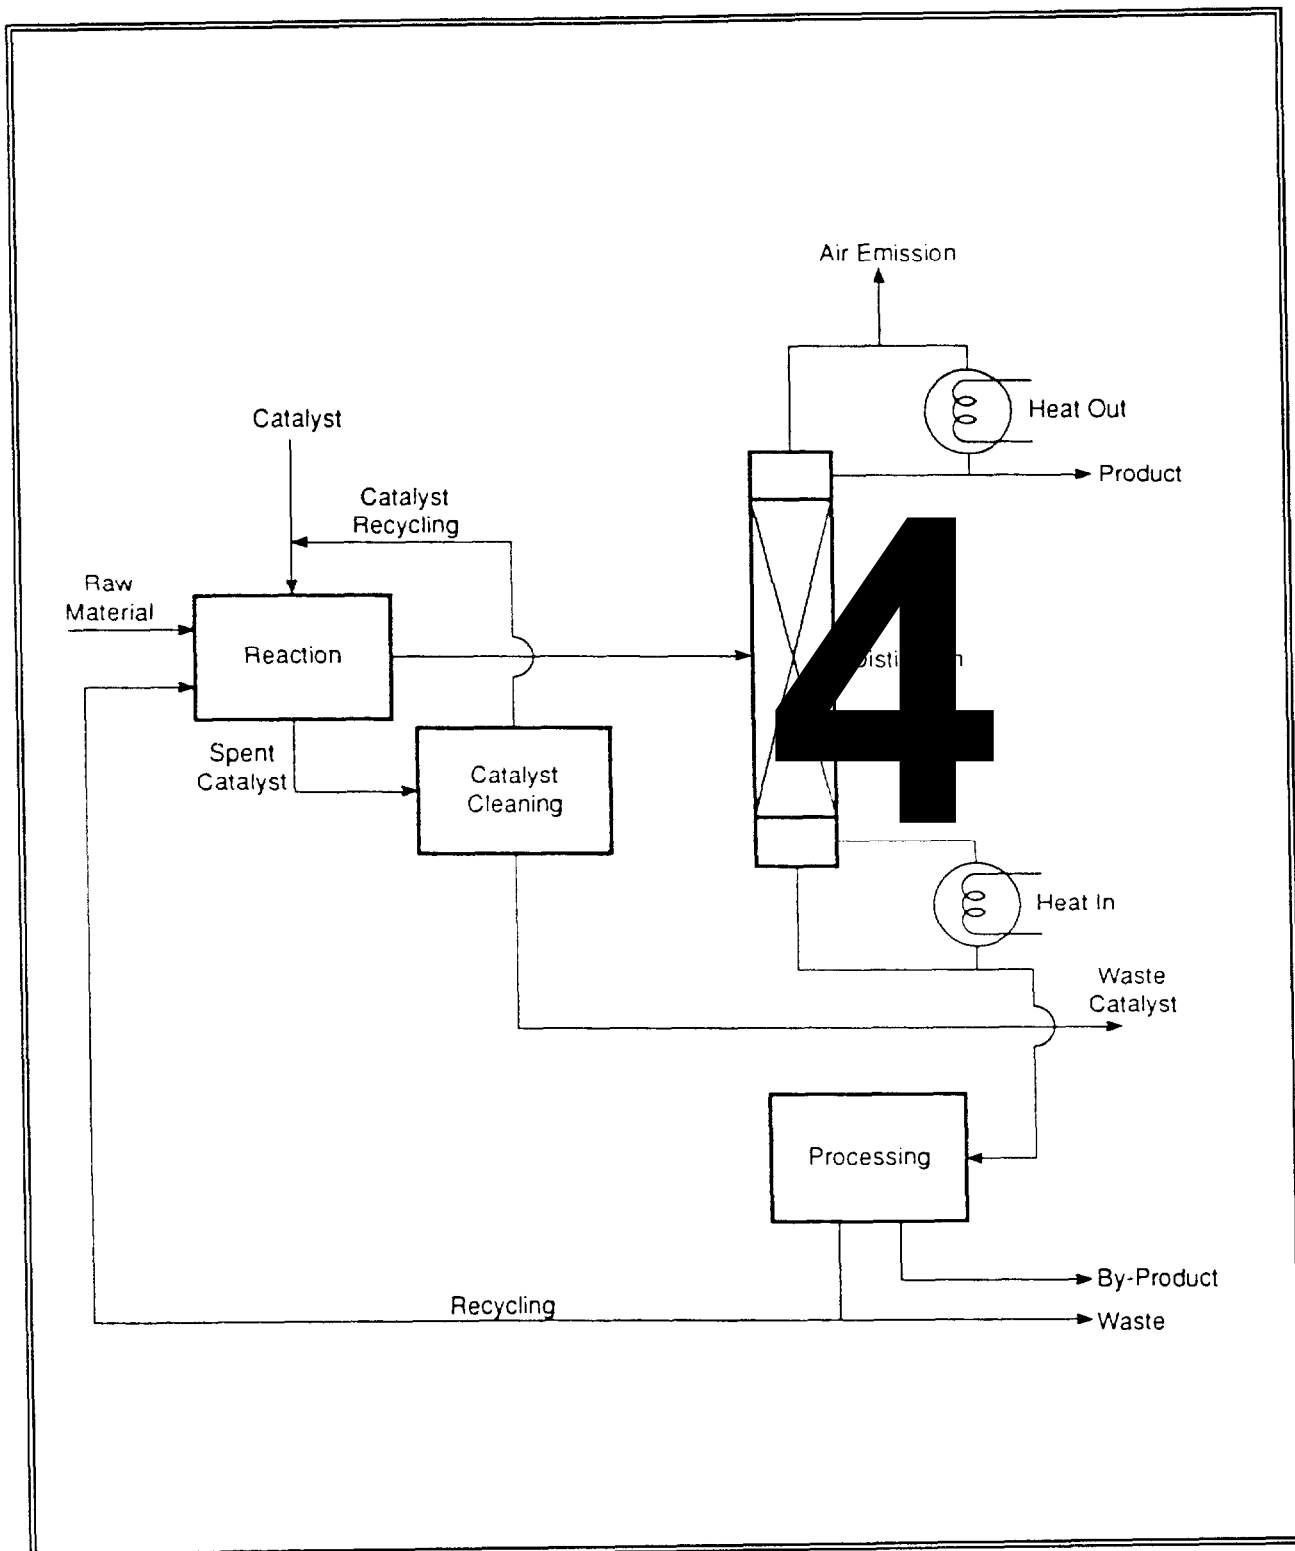 Air Emission
Heat Out
Catalyst
Product
Catalyst
Recycling
Raw
Material
Reaction
4
Spent
Catalyst
Catalyst
Cleaning
Heat In
Waste
Catalyst
Processing
By-Product
Recycling
Waste